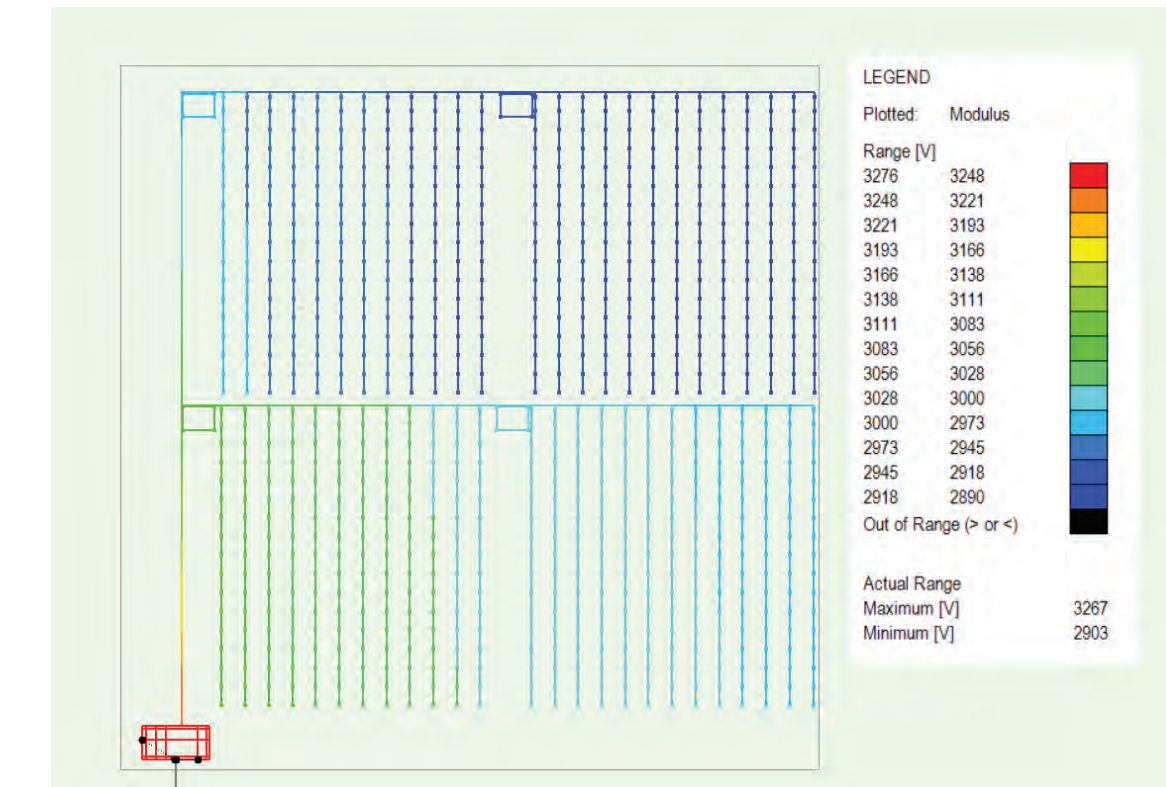 LEGEND
Plotted: Modulus
Range [V]
3276 3248
3248 3221
3221 3193
3193 3166
3166 3138
3138 3111
3111 3083
3083 3056
3056 3028
3028 3000
3000 2973
2973 2945
2945 2918
2918 2890
Out of Range (> or <)
Actual Range
Maximum [V] 3267
Minimum [V] 2903